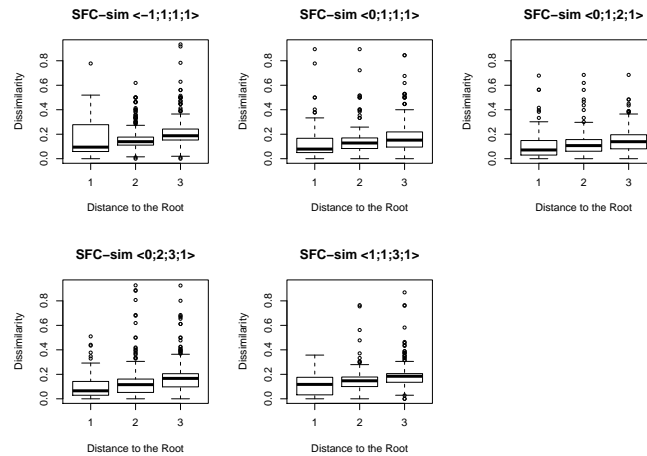 SFC−sim <−1;1;1;1>
Dissimilarity
0.0 0.2 0.4 0.6 0.8
1 2 3
Distance to the Root
SFC−sim <0;1;1;1>
Dissimilarity
0.0 0.2 0.4 0.6 0.8
1 2 3
Distance to the Root
SFC−sim <0;1;2;1>
Dissimilarity
0.0 0.2 0.4 0.6 0.8
1 2 3
Distance to the Root
SFC−sim <0;2;3;1>
Dissimilarity
0.0 0.2 0.4 0.6 0.8
1 2 3
Distance to the Root
SFC−sim <1;1;3;1>
Dissimilarity
0.0 0.2 0.4 0.6 0.8
1 2 3
Distance to the Root